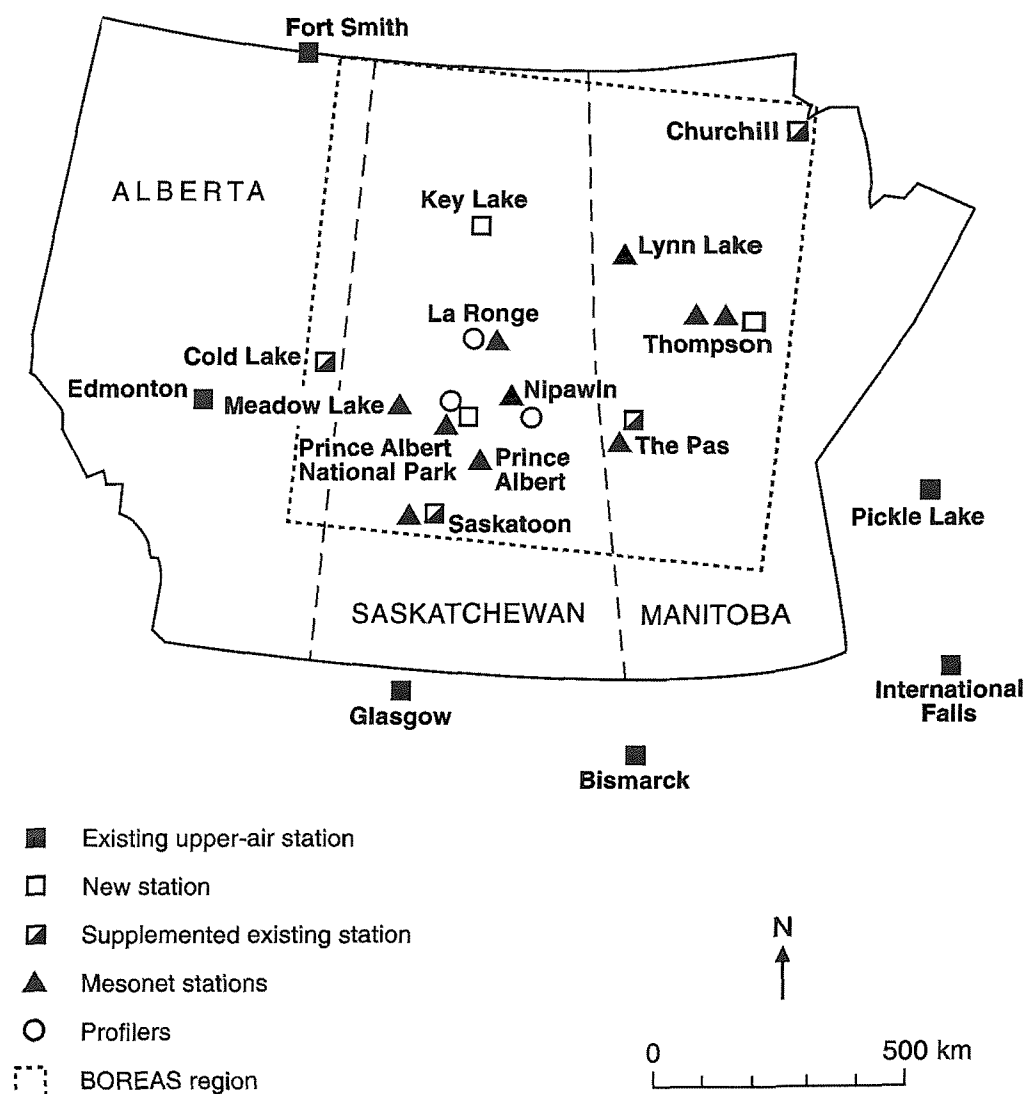 Fort Smith
Churchill
ALBERTA
Key Lake
Lynn Lake
La Ronge
Thompson
Cold Lake
Edmonton
Meadow Lake
Nipawin
Prince Albert
National Park
Prince
Albert
The Pas
Saskatoon
Pickle Lake
SASKATCHEWAN
MANITOBA
International
Falls
Glasgow
Bismarck
Existing upper-air station
New station
Supplemented existing station
Mesonet stations
Profilers
BOREAS region
N
0
500 km